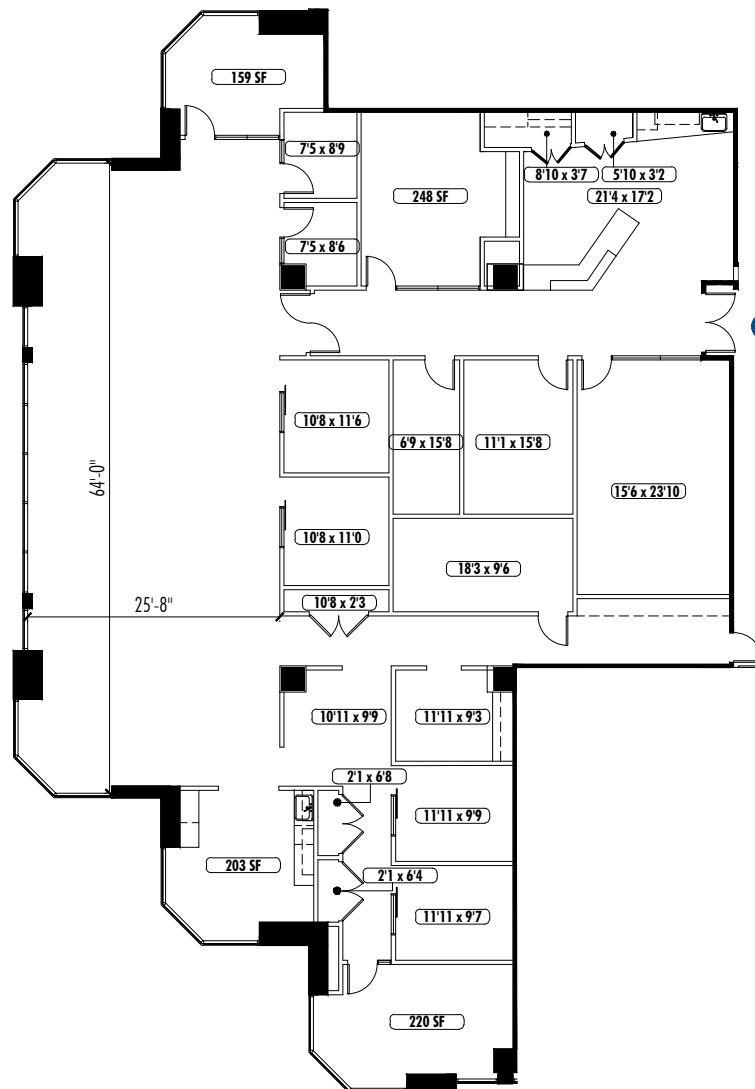 159 SF
7'5 x 8'9
248 SF
8'10 x 3'7
5'10 x 3'2
21'4 x 17'2
7'5 x 8'6
10'8 x 11'6
6'9 x 15'8
11'1 x 15'8
15'6 x 23'10
64'-0"
10'8 x 11'0
18'3 x 9'6
25'-8"
10'8 x 2'3
10'11 x 9'9
11'11 x 9'3
2'1 x 6'8
11'11 x 9'9
203 SF
2'1 x 6'4
11'11 x 9'7
220 SF